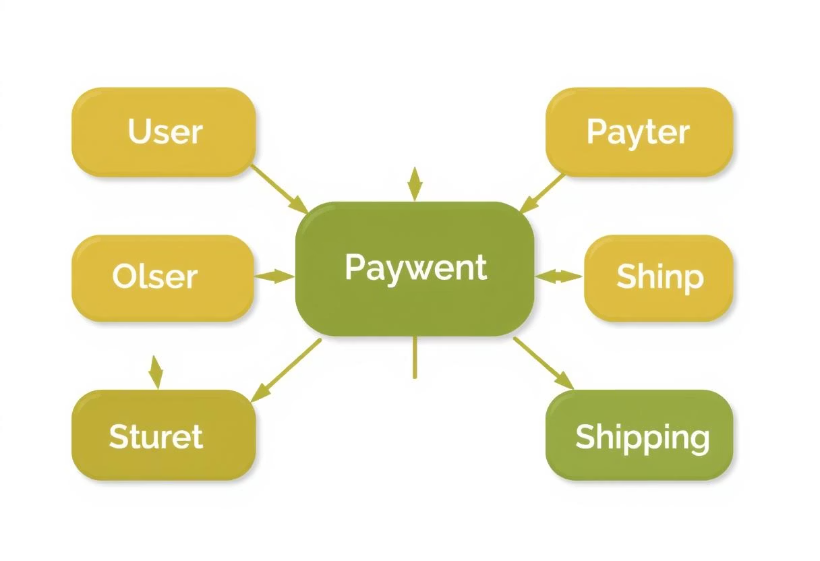 User
Payter
Olser
Paywent
Shinp
Sturet
Shipping